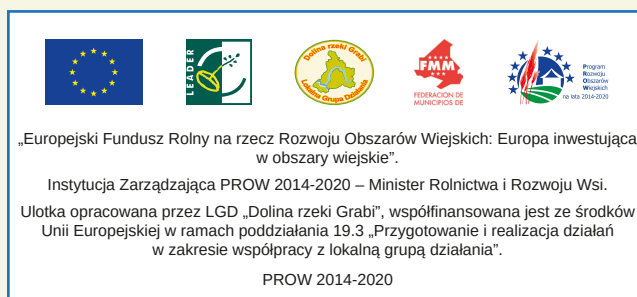 LEADER
Dolina rzeki Grabi
Lokalna Grupa Działania
FMM
FEDERACION DE
MUNICIPIOS DE
Program
Rozwoju
Obszarów
Wiejskich
na lata 2014-2020
„Europejski Fundusz Rolny na rzecz Rozwoju Obszarów Wiejskich: Europa inwestująca
w obszary wiejskie”.
Instytucja Zarządzająca PROW 2014-2020 – Minister Rolnictwa i Rozwoju Wsi.
Ulotka opracowana przez LGD „Dolina rzeki Grabi”, współfinansowana jest ze środków
Unii Europejskiej w ramach poddziałania 19.3 „Przygotowanie i realizacja działań
w zakresie współpracy z lokalną grupą działania”.
PROW 2014-2020